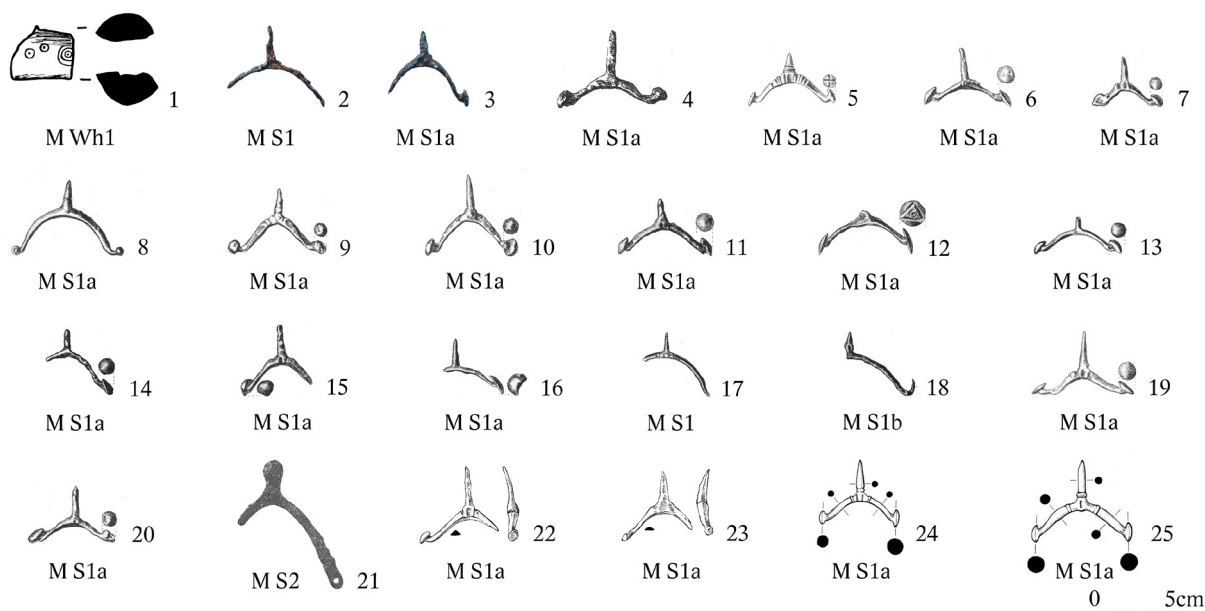 1 2 3 4 5 6 7
M Wh1 M S1 M S1a M S1a M S1a M S1a M S1a
8 9 10 11 12 13
M S1a M S1a M S1a M S1a M S1a M S1a
14 15 16 17 18 19
M S1a M S1a M S1a M S1 M S1b M S1a
20 21 22 23 24 25
M S1a M S2 M S1a M S1a M S1a M S1a
0 5cm